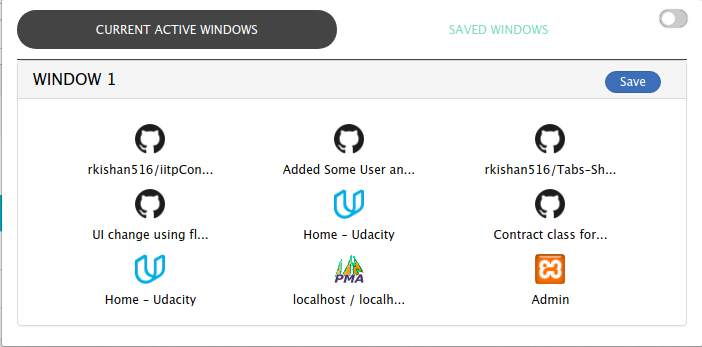 CURRENT ACTIVE WINDOWS
SAVED WINDOWS
WINDOW 1
Save
rkishan516/iitpCon...
Added Some User an...
rkishan516/Tabs-Sh...
UI change using fl...
Home – Udacity
Contract class for...
Home – Udacity
PMA
localhost / localh...
Admin